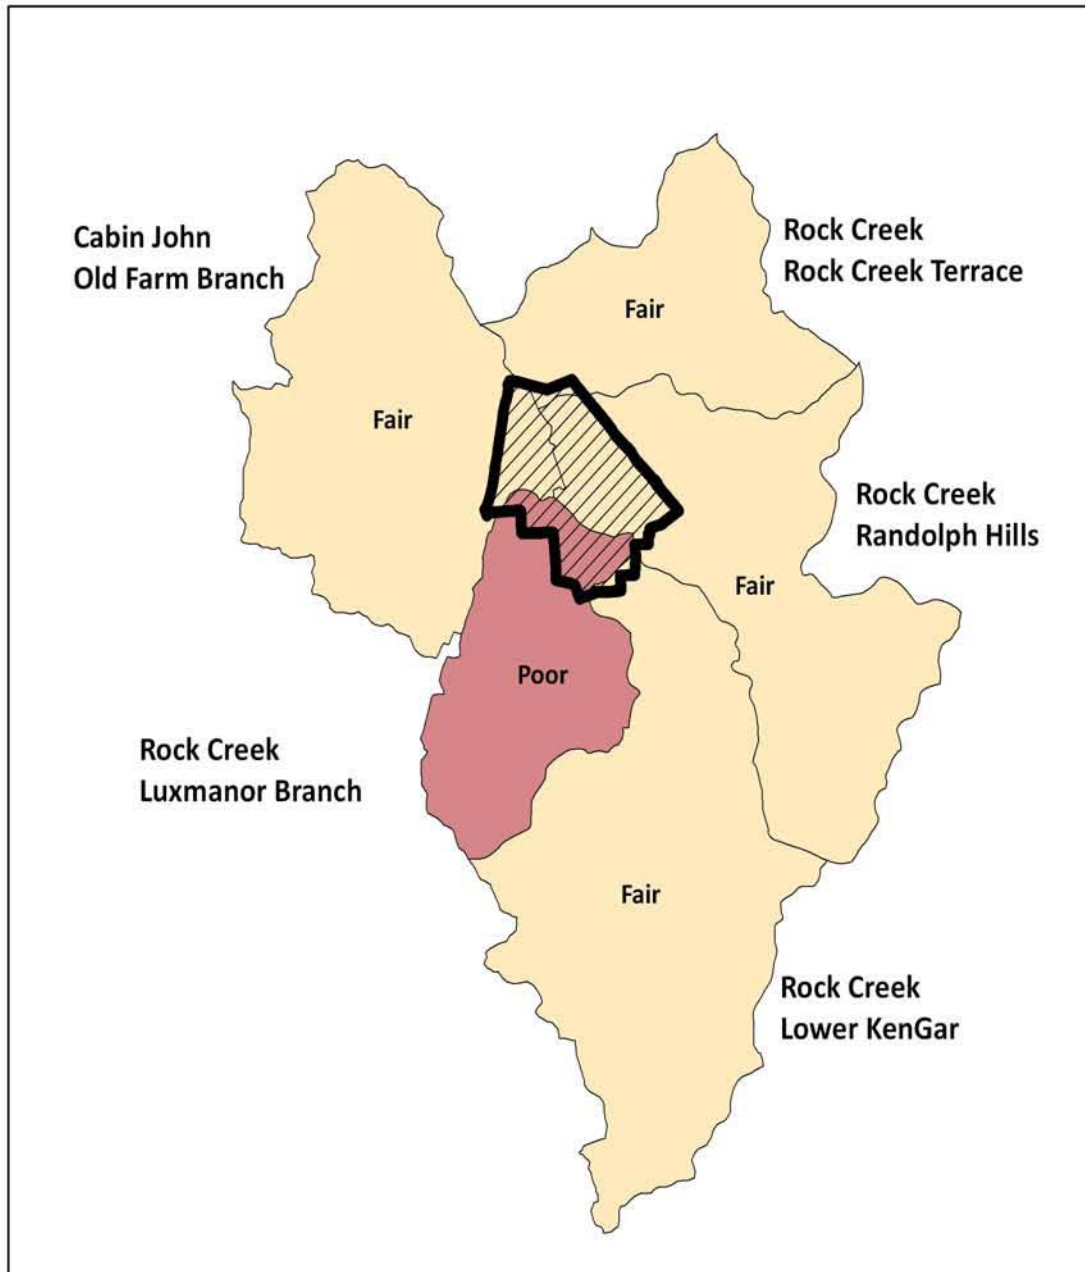 Cabin John
Old Farm Branch
Rock Creek
Rock Creek Terrace
Fair
Fair
Rock Creek
Randolph Hills
Fair
Poor
Rock Creek
Luxmanor Branch
Fair
Rock Creek
Lower KenGar